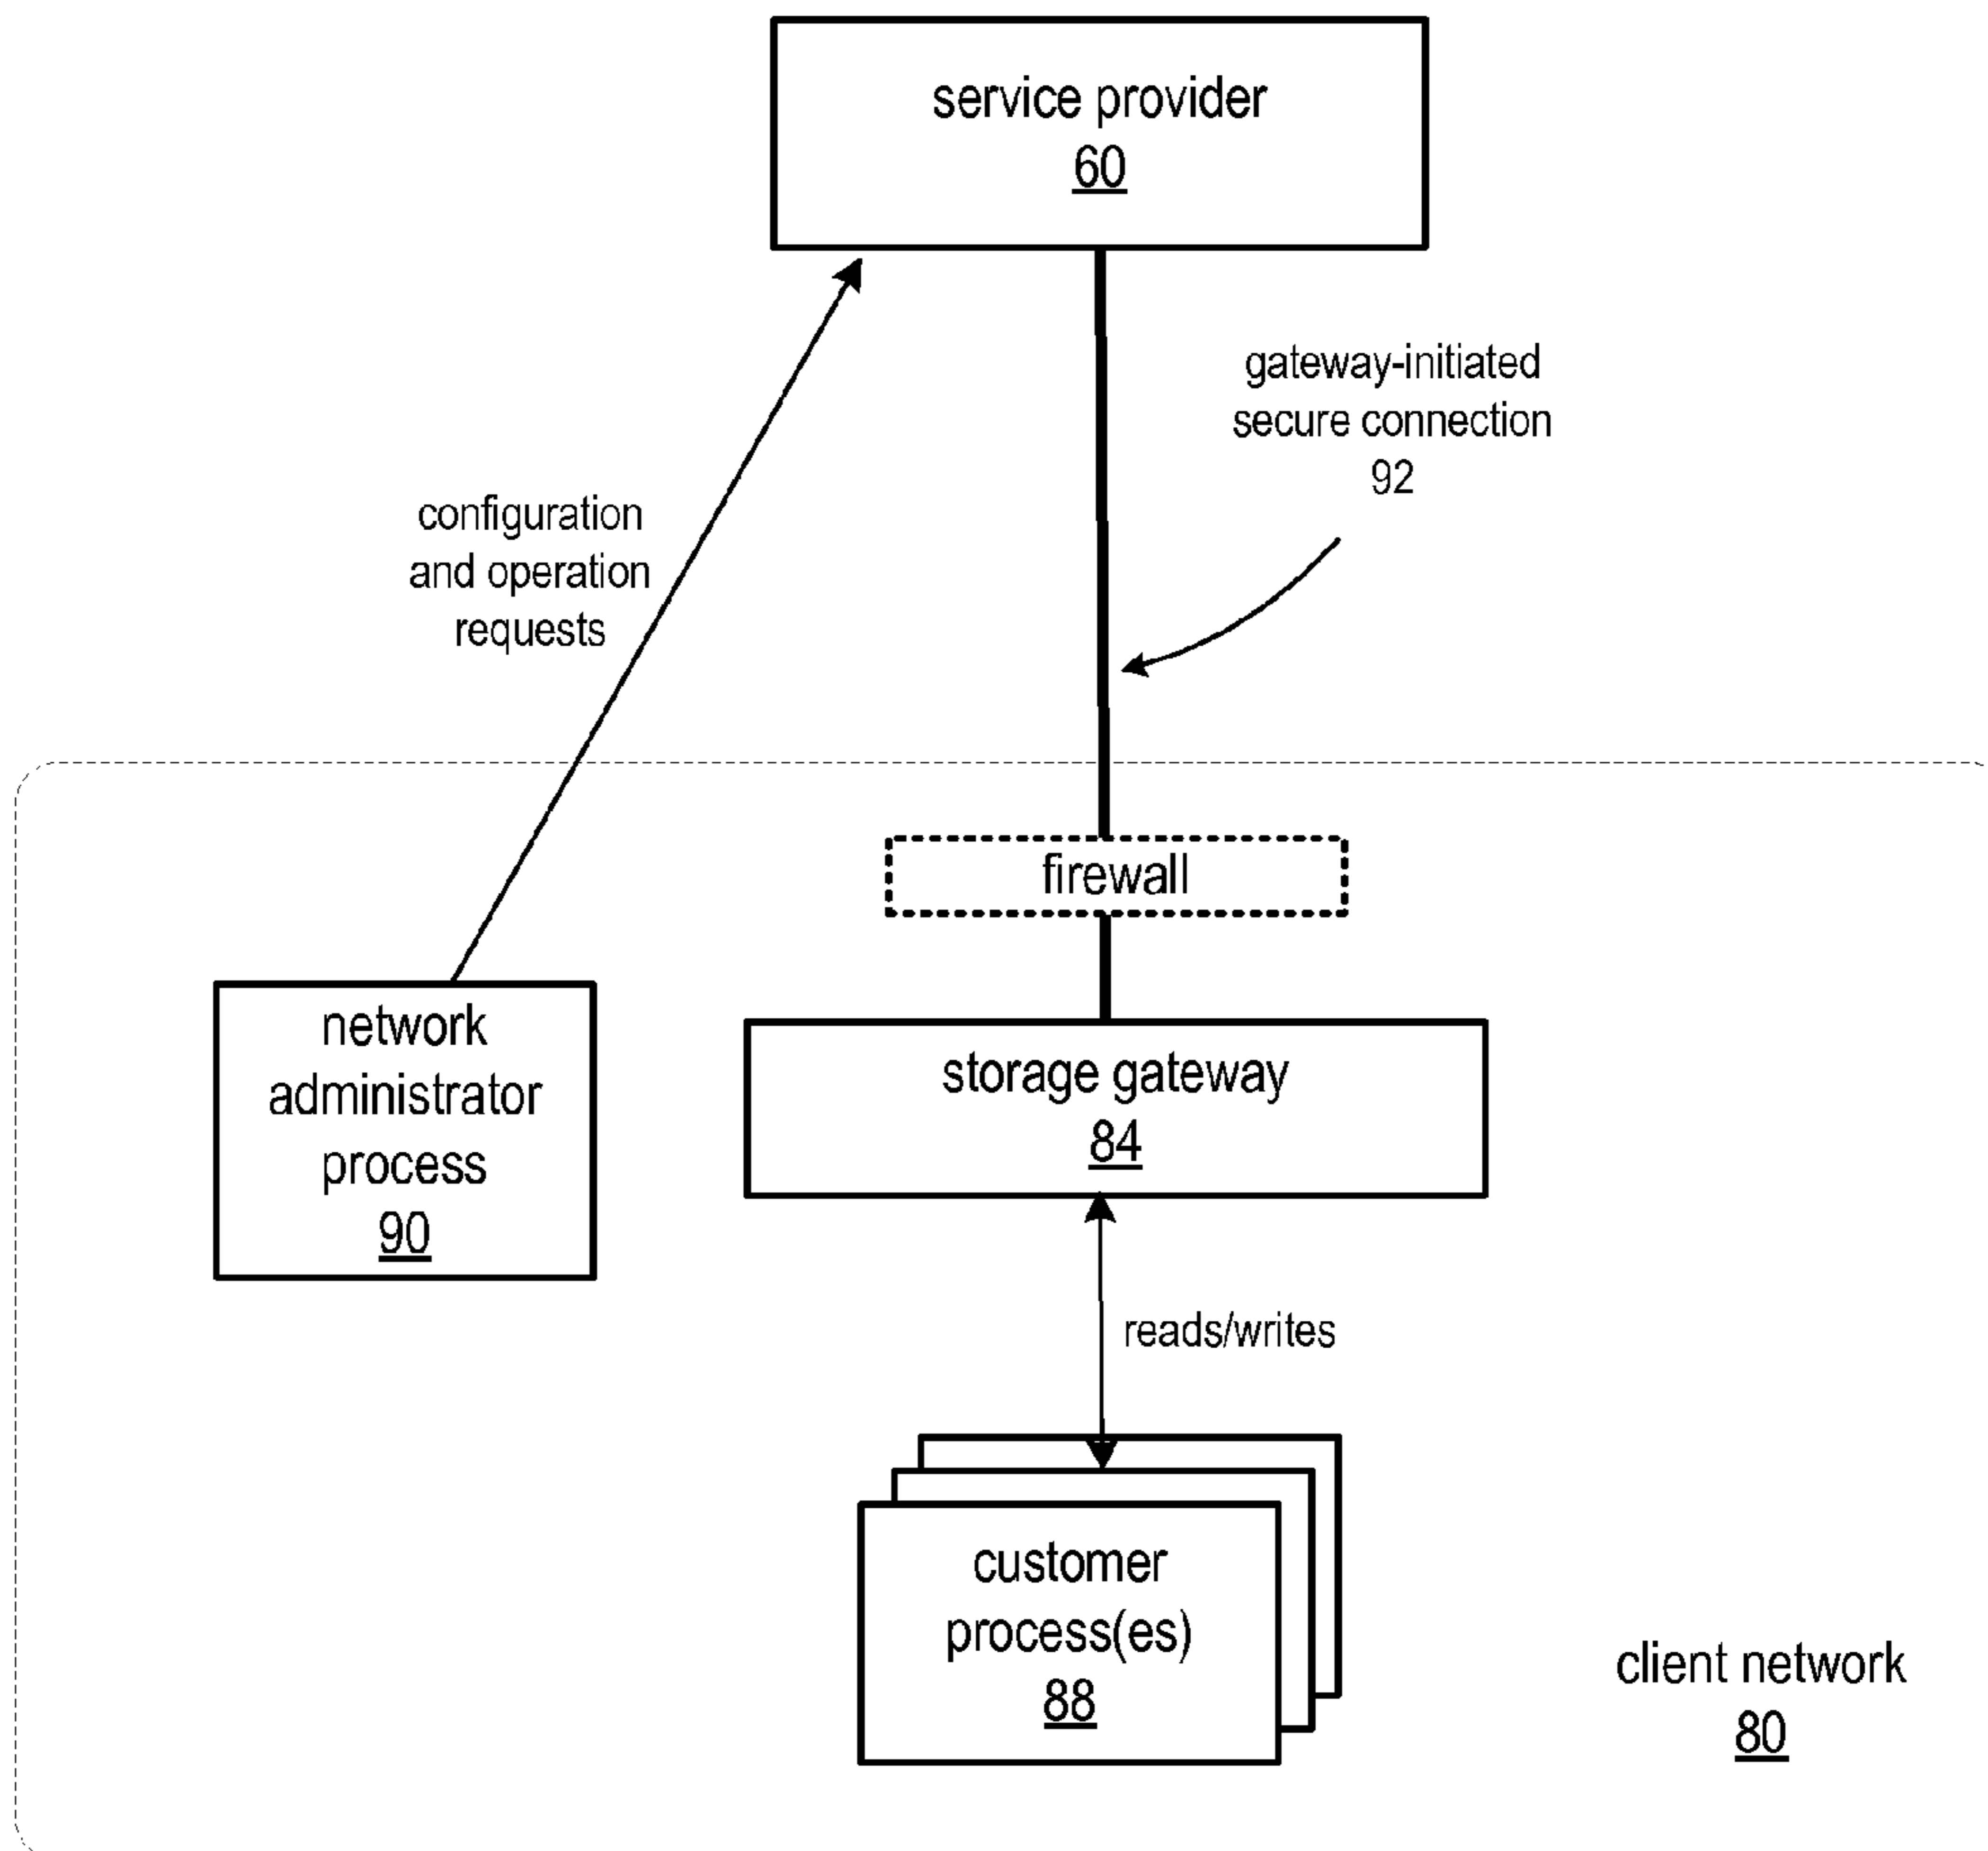 service provider
60
gateway-initiated
secure connection
92
configuration
and operation
requests
firewall
network
administrator
process
90
storage gateway
84
reads/writes
customer
process(es)
88
client network
80